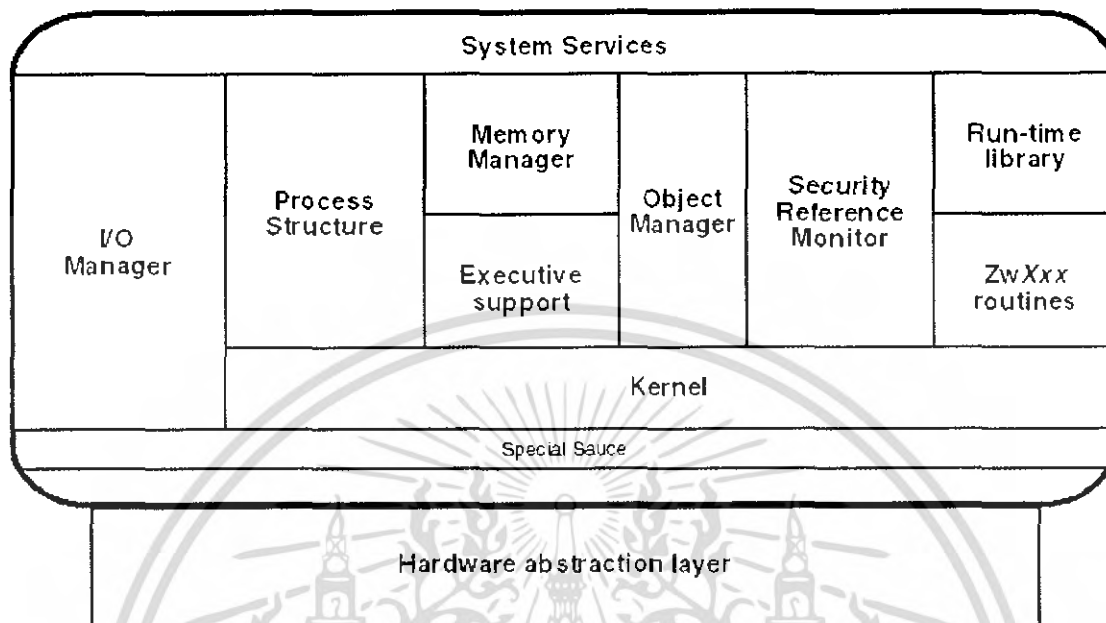 System Services
I/O
Manager
Process
Structure
Memory
Manager
Executive
support
Object
Manager
Security
Reference
Monitor
Run-time
library
ZwXxx
routines
Kernel
Special Sauce
Hardware abstraction layer